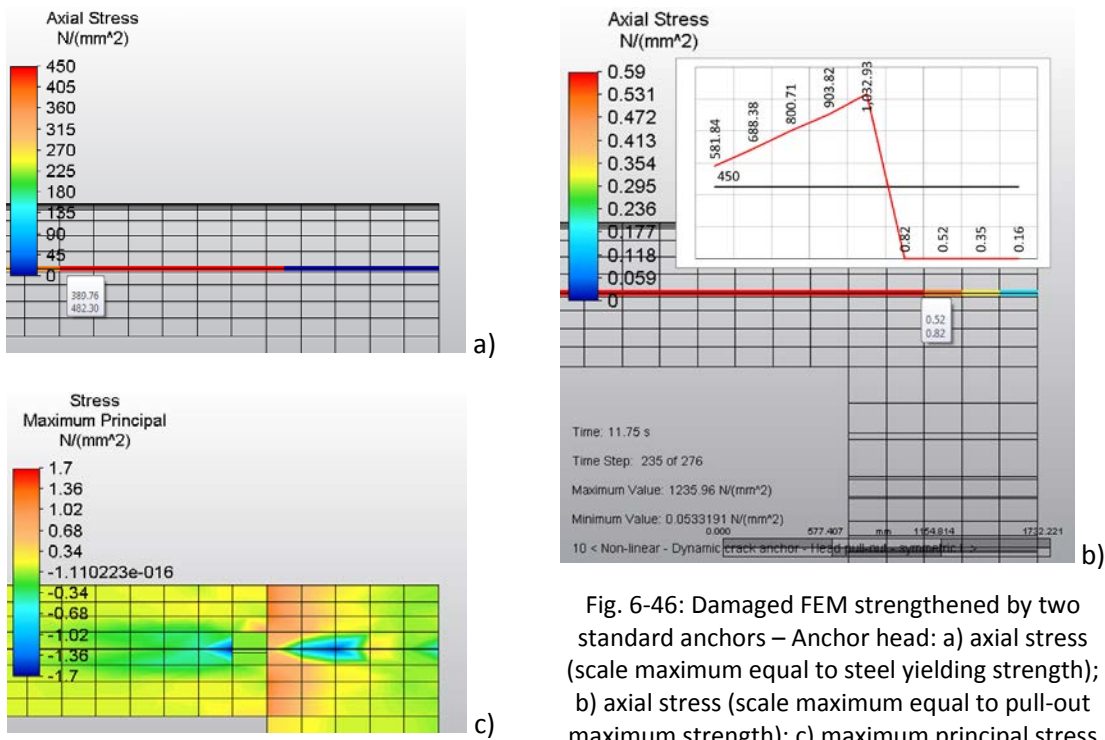 Axial Stress
N/(mm^2)
450
405
360
315
270
225
180
135
90
45
0
389.76
482.30
a)
Axial Stress
N/(mm^2)
0.59
0.531
0.472
0.413
0.354
0.295
0.236
0.177
0.118
0.059
0
581.84
688.38
800.71
903.82
1,032.93
450
0.82
0.52
0.35
0.16
0.52
0.82
Time: 11.75 s
Time Step: 235 of 276
Maximum Value: 1235.96 N/(mm^2)
Minimum Value: 0.0533191 N/(mm^2)
0.000 577.407 mm 1154.814 1732.221
10 < Non-linear - Dynamic crack anchor - Head pull-out - symmetric >
b)
Stress
Maximum Principal
N/(mm^2)
1.7
1.36
1.02
0.68
0.34
-1.110223e-016
-0.34
-0.68
-1.02
-1.36
-1.7
c)
Fig. 6-46: Damaged FEM strengthened by two
standard anchors – Anchor head: a) axial stress
(scale maximum equal to steel yielding strength);
b) axial stress (scale maximum equal to pull-out
maximum strength); c) maximum principal stress